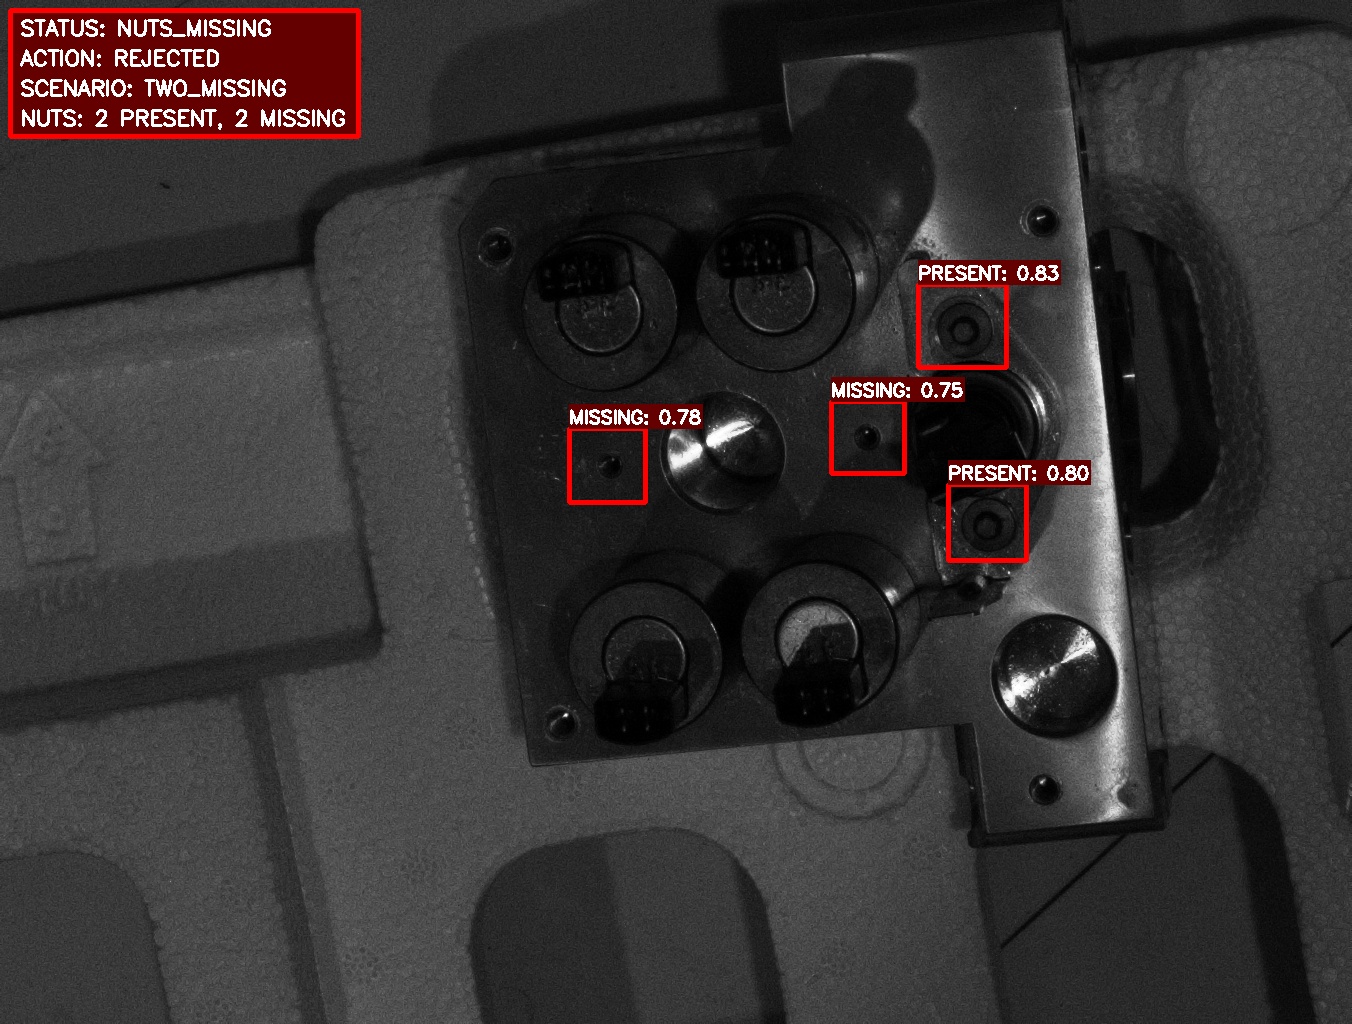 STATUS: NUTS_MISSING
ACTION: REJECTED
SCENARIO: TWO_MISSING
NUTS: 2 PRESENT, 2 MISSING
PRESENT: 0.83
MISSING: 0.75
MISSING: 0.78
PRESENT: 0.80